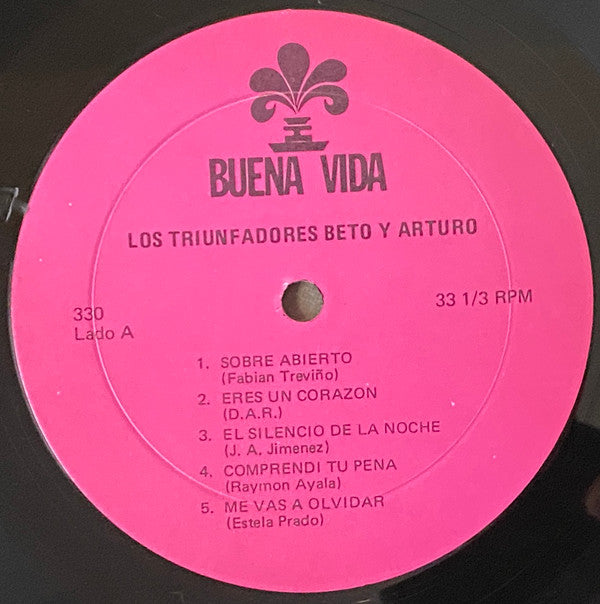 BUENA VIDA
LOS TRIUNFADORES BETO Y ARTURO
330
33 1/3 RPM
Lado A
1. SOBRE ABIERTO
(Fabian Treviño)
2. ERES UN CORAZON
(D.A.R.)
3. EL SILENCIO DE LA NOCHE
(J. A. Jimenez)
4. COMPRENDI TU PENA
(Raymon Ayala)
5. ME VAS A OLVIDAR
(Estela Prado)